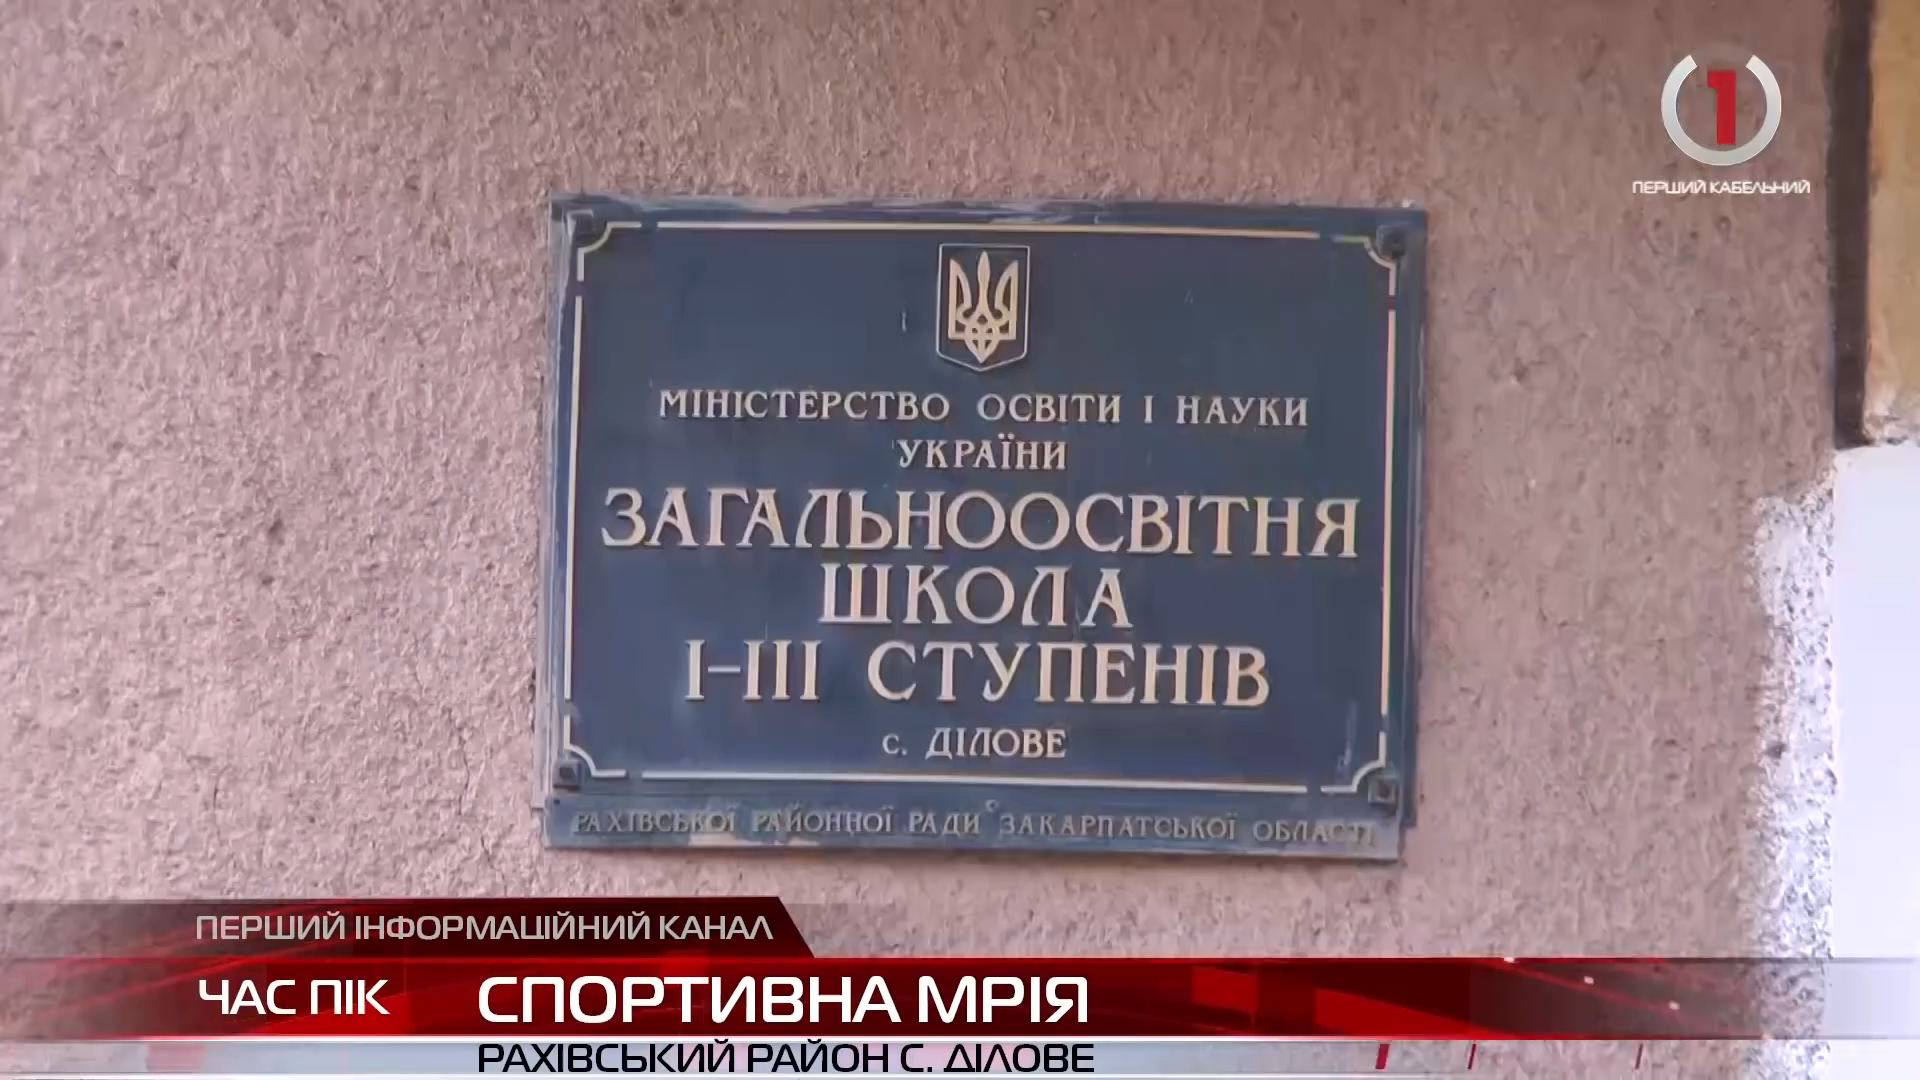 1
ПЕРШИЙ КАБЕЛЬНИЙ
МІНІСТЕРСТВО ОСВІТИ І НАУКИ
УКРАЇНИ
ЗАГАЛЬНООСВІТНЯ
ШКОЛА
І-ІІІ СТУПЕНІВ
с. ДІЛОВЕ
РАХІВСЬКОЇ РАЙОННОЇ РАДИ ЗАКАРПАТСЬКОЇ ОБЛАСТІ
ПЕРШИЙ ІНФОРМАЦІЙНИЙ КАНАЛ
ЧАС ПІК СПОРТИВНА МРІЯ
РАХІВСЬКИЙ РАЙОН С. ДІЛОВЕ